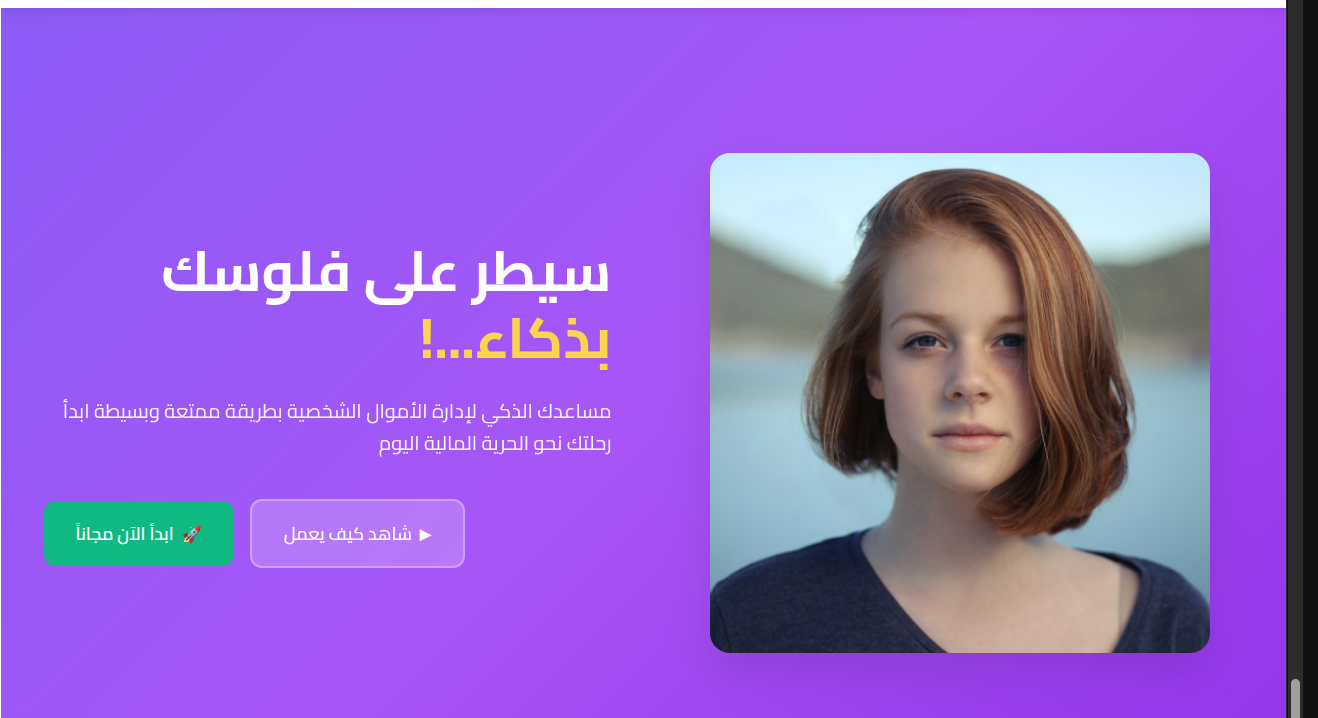 سيطر على فلوسك
بذكاء...!
مساعدك الذكي لإدارة الأموال الشخصية بطريقة ممتعة وبسيطة ابدأ
رحلتك نحو الحرية المالية اليوم
▶ شاهد كيف يعمل
🚀 ابدأ الآن مجاناً